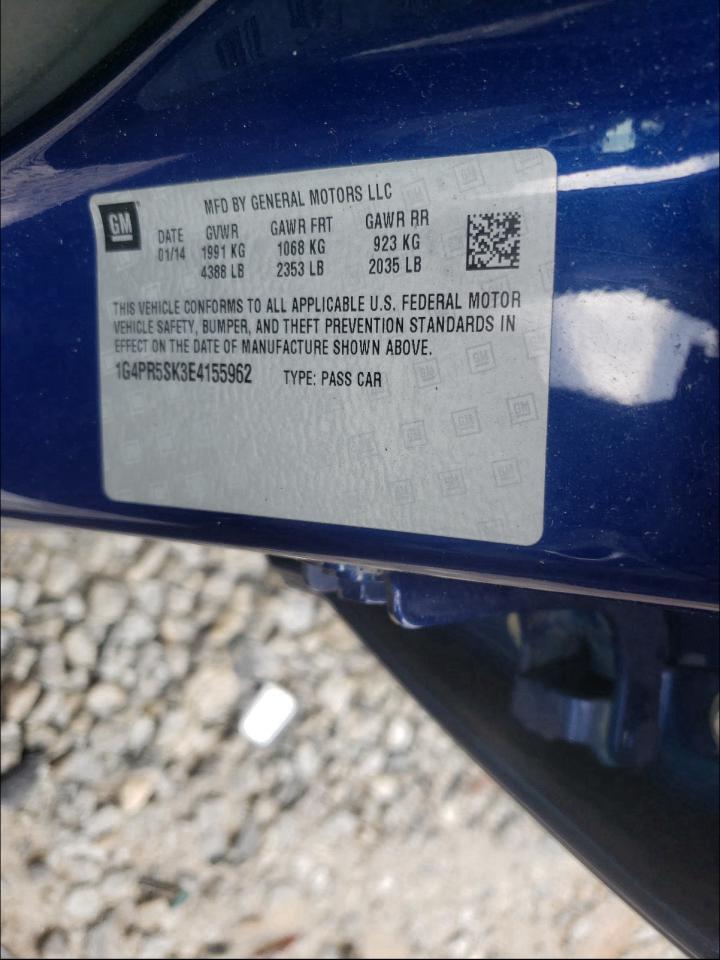 GM
MFD BY GENERAL MOTORS LLC
DATE GVWR GAWR FRT GAWR RR
01/14 1991 KG 1068 KG 923 KG
4388 LB 2353 LB 2035 LB
THIS VEHICLE CONFORMS TO ALL APPLICABLE U.S. FEDERAL MOTOR
VEHICLE SAFETY, BUMPER, AND THEFT PREVENTION STANDARDS IN
EFFECT ON THE DATE OF MANUFACTURE SHOWN ABOVE.
1G4PR5SK3E4155962 TYPE: PASS CAR